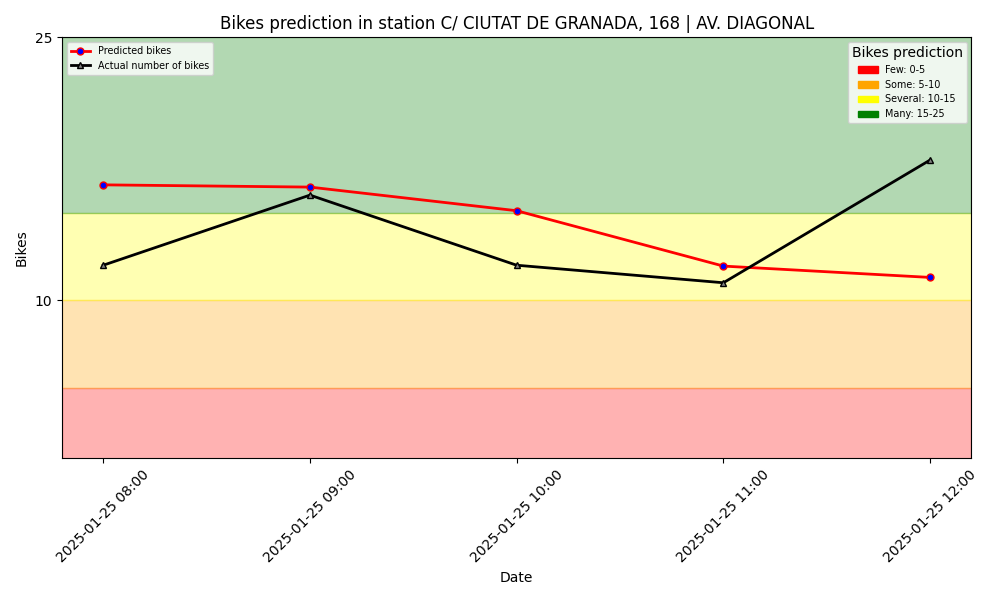 Bikes prediction in station C/ CIUTAT DE GRANADA, 168 | AV. DIAGONAL
25
Predicted bikes
Actual number of bikes
Bikes prediction
Few: 0-5
Some: 5-10
Several: 10-15
Many: 15-25
Bikes
10
2025-01-25 08:00
2025-01-25 09:00
2025-01-25 10:00
2025-01-25 11:00
2025-01-25 12:00
Date